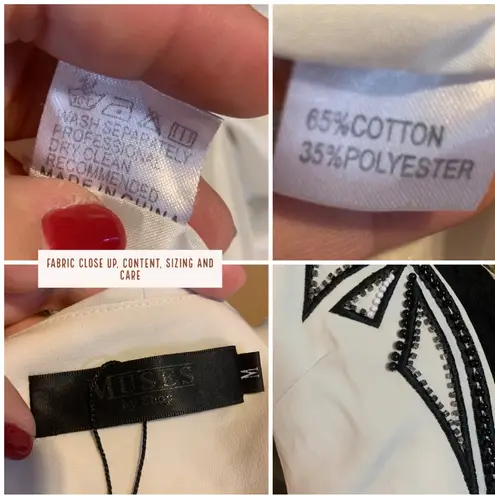 WASH SEPARATELY
PROFESSIONAL
DRY CLEAN
RECOMMENDED
MADE IN CHINA
65%COTTON
35%POLYESTER
FABRIC CLOSE UP, CONTENT, SIZING AND
CARE
MUSES
M